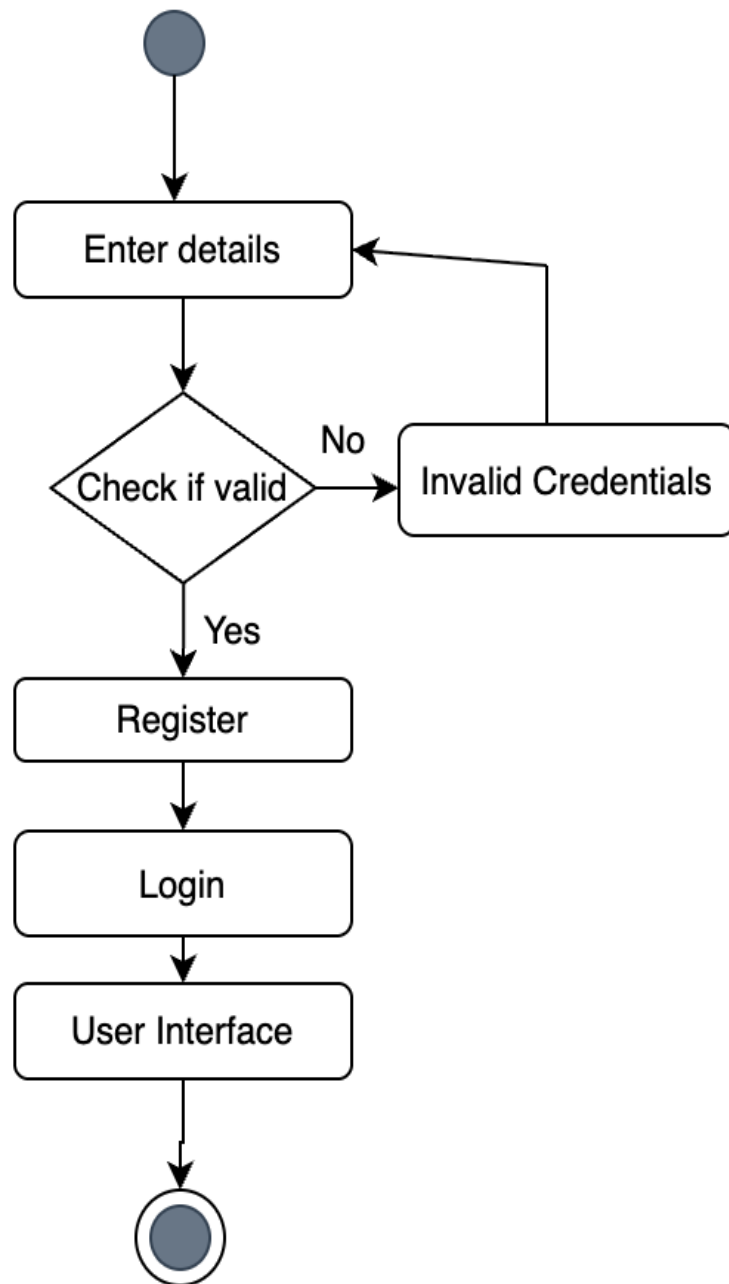 Enter details
No
Check if valid
Invalid Credentials
Yes
Register
Login
User Interface